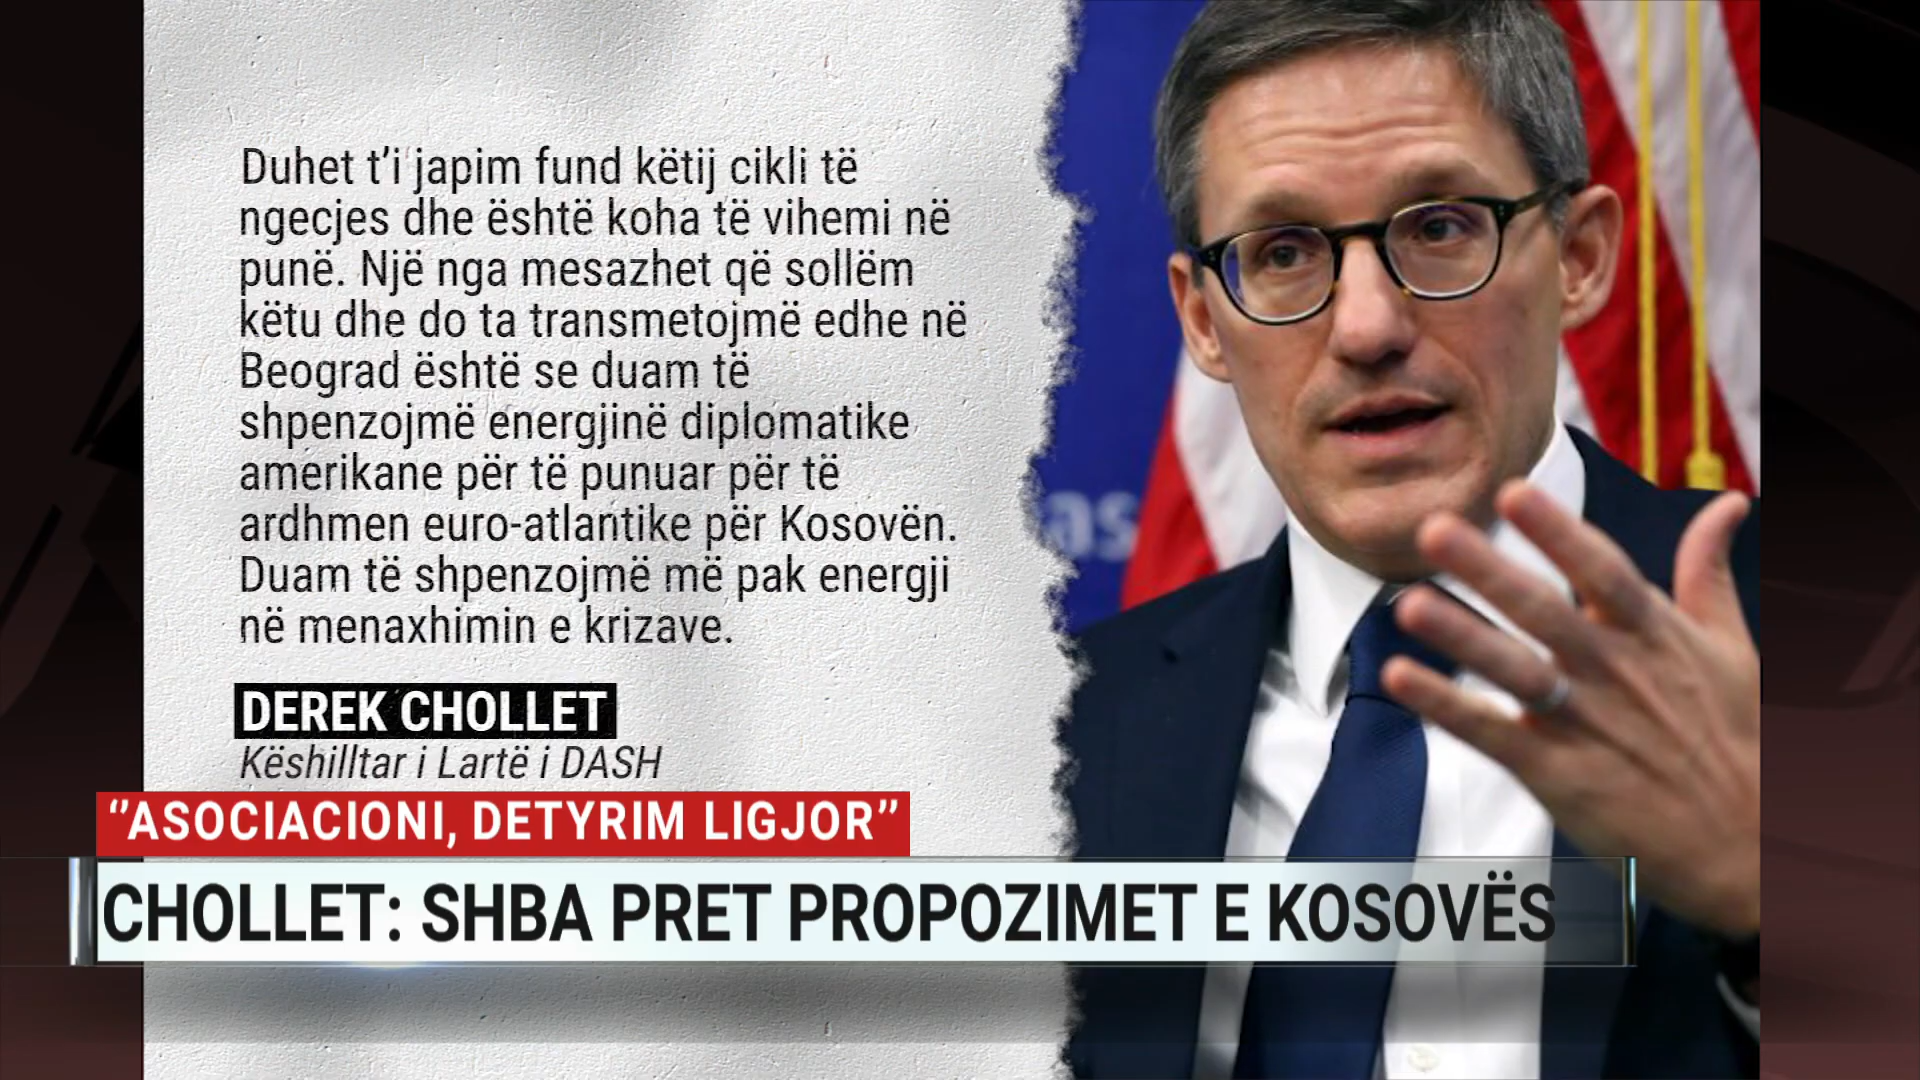 Duhet t’i japim fund këtij cikli të
ngecjes dhe është koha të vihemi në
punë. Një nga mesazhet që sollëm
këtu dhe do ta transmetojmë edhe në
Beograd është se duam të
shpenzojmë energjinë diplomatike
amerikane për të punuar për të
ardhmen euro-atlantike për Kosovën.
Duam të shpenzojmë më pak energji
në menaxhimin e krizave.
DEREK CHOLLET
Këshilltar i Lartë i DASH
‘’ASOCIACIONI, DETYRIM LIGJOR’’
CHOLLET: SHBA PRET PROPOZIMET E KOSOVËS
as